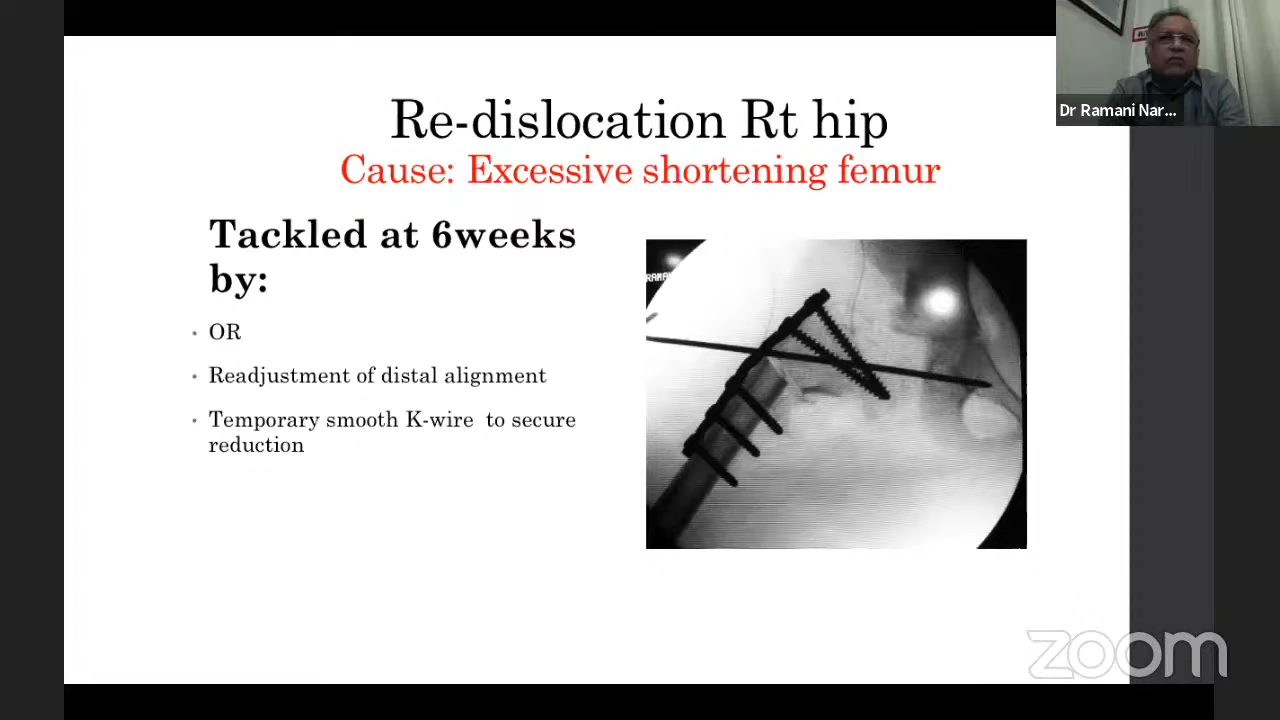 Dr Ramani Nar...
Re-dislocation Rt hip
Cause: Excessive shortening femur
Tackled at 6weeks
by:
OR
Readjustment of distal alignment
Temporary smooth K-wire to secure
reduction
zoom